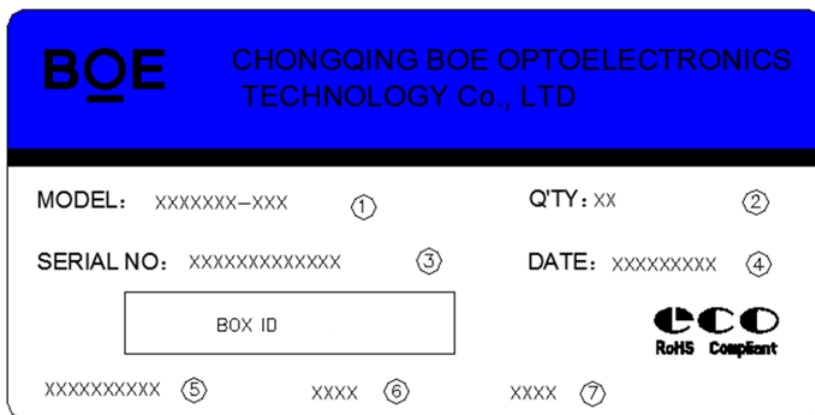 BOE
CHONGQING BOE OPTOELECTRONICS
TECHNOLOGY Co., LTD
MODEL: XXXXXXX-XXX ① Q'TY: XX ②
SERIAL NO: XXXXXXXXXXXXX ③ DATE: XXXXXXXXX ④
BOX ID
eco
RoHS Compliant
XXXXXXXXXX ⑤ XXXX ⑥ XXXX ⑦